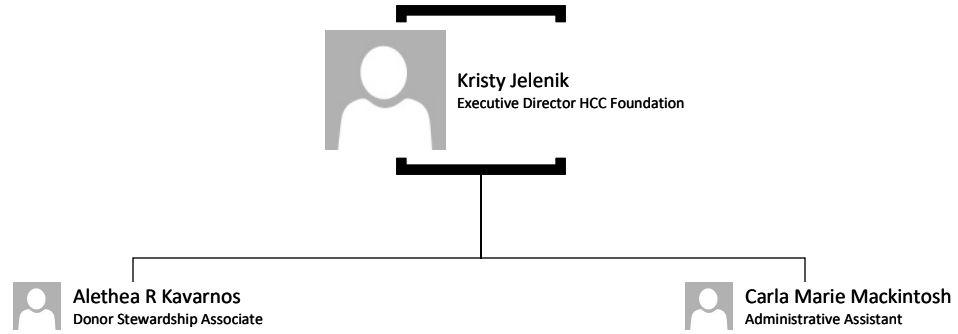 Kristy Jelenik
Executive Director HCC Foundation
Alethea R Kavarnos
Donor Stewardship Associate
Carla Marie Mackintosh
Administrative Assistant